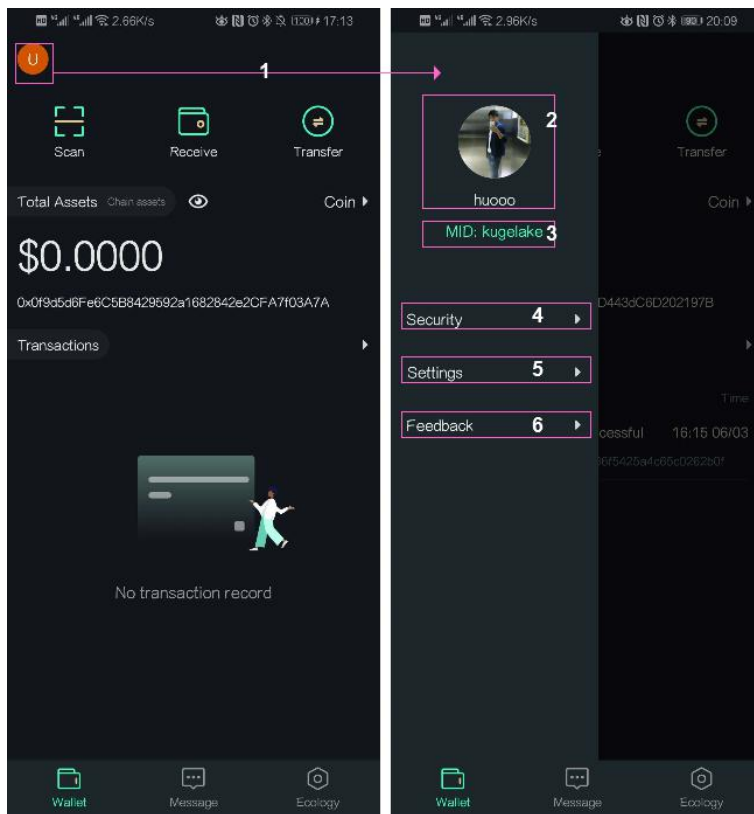 HD 2.66K/s 17:13
U
1
Scan Receive Transfer
Total Assets Chain assets Coin
$0.0000
0x0f9d5d6Fe6C5B8429592a1682842e2CFA7f03A7A
Transactions
No transaction record
Wallet Message Ecology
HD 2.96K/s 20:09
2
Transfer
huooo
Coin
MID: kugelake 3
D443dC6D202197B
Security 4
Settings 5
Time
Feedback 6
cessful 16:15 06/03
Wallet Message Ecology